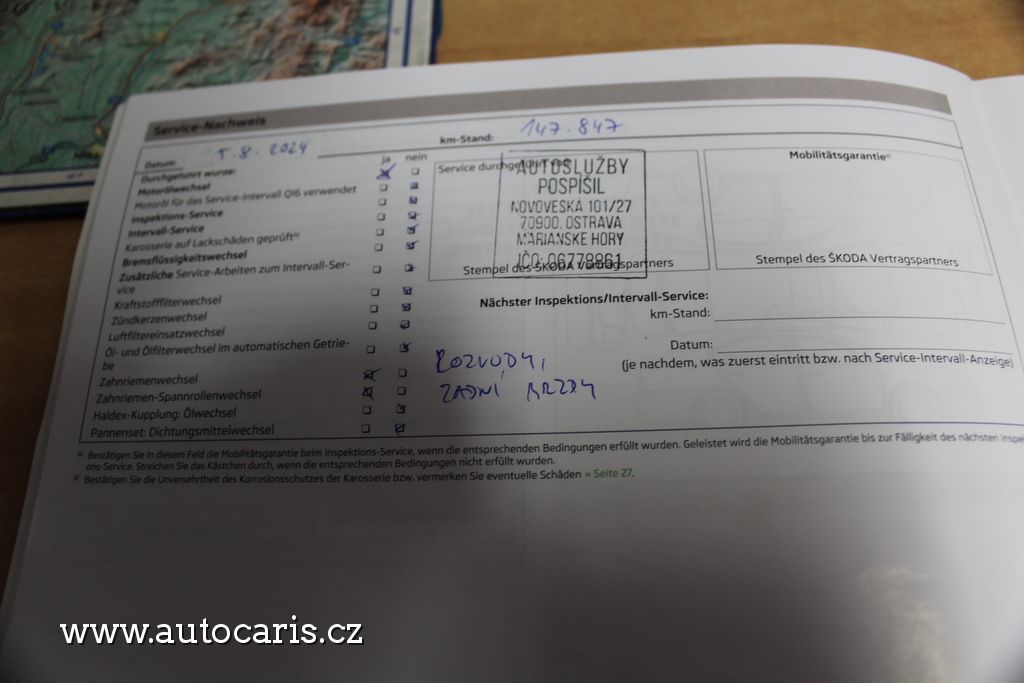 Service-Nachweis
Datum: 5.8.2024 km-Stand: 147.847
Durchgeführt wurde: ja nein
Motorölwechsel
Motoröl für das Service-Intervall QI6 verwendet
Inspektions-Service
Intervall-Service
Karosserie auf Lackschäden geprüft b)
Bremsflüssigkeitswechsel
Zusätzliche Service-Arbeiten zum Intervall-Ser-
vice
Kraftstofffilterwechsel
Zündkerzenwechsel
Luftfiltereinsatzwechsel
Öl- und Ölfilterwechsel im automatischen Getrie-
be
Zahnriemenwechsel
Zahnriemen-Spannrollenwechsel
Haldex-Kupplung: Ölwechsel
Pannenset: Dichtungsmittelwechsel
Service durchgeführt von:
AUTOSLUŽBY
POSPÍŠIL
NOVOVESKÁ 101/27
70900, OSTRAVA
MARIÁNSKE HORY
IČO: 06778861
Stempel des ŠKODA Vertragspartners
Mobilitätsgarantie a)
Stempel des ŠKODA Vertragspartners
Nächster Inspektions/Intervall-Service:
km-Stand:
Datum:
(je nachdem, was zuerst eintritt bzw. nach Service-Intervall-Anzeige)
ROZVODY,
ZADNÍ BRZDY
a) Bestätigen Sie in diesem Feld die Mobilitätsgarantie beim Inspektions-Service, wenn die entsprechenden Bedingungen erfüllt wurden. Geleistet wird die Mobilitätsgarantie bis zur Fälligkeit des nächsten Inspe
ons-Service. Streichen Sie das Kästchen durch, wenn die entsprechenden Bedingungen nicht erfüllt wurden.
b) Bestätigen Sie die Unversehrtheit des Korrosionsschutzes der Karosserie bzw. vermerken Sie eventuelle Schäden » Seite 27.
www.autocaris.cz